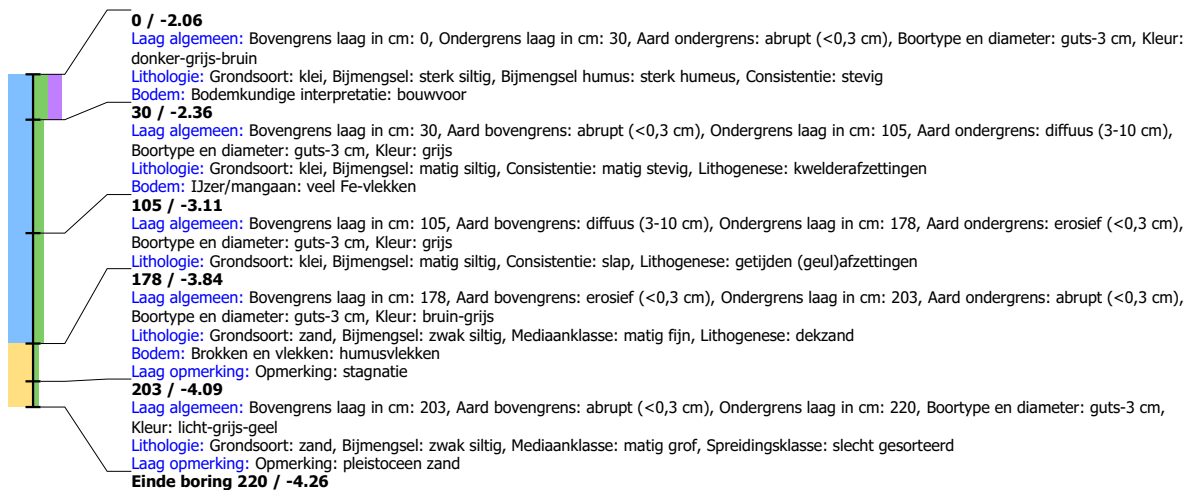 0 / -2.06
Laag algemeen: Bovengrens laag in cm: 0, Ondergrens laag in cm: 30, Aard ondergrens: abrupt (<0,3 cm), Boortype en diameter: guts-3 cm, Kleur:
donker-grijs-bruin
Lithologie: Grondsoort: klei, Bijmengsel: sterk siltig, Bijmengsel humus: sterk humeus, Consistentie: stevig
Bodem: Bodemkundige interpretatie: bouwvoor
30 / -2.36
Laag algemeen: Bovengrens laag in cm: 30, Aard bovengrens: abrupt (<0,3 cm), Ondergrens laag in cm: 105, Aard ondergrens: diffuus (3-10 cm),
Boortype en diameter: guts-3 cm, Kleur: grijs
Lithologie: Grondsoort: klei, Bijmengsel: matig siltig, Consistentie: matig stevig, Lithogenese: kwelderafzettingen
Bodem: IJzer/mangaan: veel Fe-vlekken
105 / -3.11
Laag algemeen: Bovengrens laag in cm: 105, Aard bovengrens: diffuus (3-10 cm), Ondergrens laag in cm: 178, Aard ondergrens: erosief (<0,3 cm),
Boortype en diameter: guts-3 cm, Kleur: grijs
Lithologie: Grondsoort: klei, Bijmengsel: matig siltig, Consistentie: slap, Lithogenese: getijden (geul)afzettingen
178 / -3.84
Laag algemeen: Bovengrens laag in cm: 178, Aard bovengrens: erosief (<0,3 cm), Ondergrens laag in cm: 203, Aard ondergrens: abrupt (<0,3 cm),
Boortype en diameter: guts-3 cm, Kleur: bruin-grijs
Lithologie: Grondsoort: zand, Bijmengsel: zwak siltig, Mediaanklasse: matig fijn, Lithogenese: dekzand
Bodem: Brokken en vlekken: humusvlekken
Laag opmerking: Opmerking: stagnatie
203 / -4.09
Laag algemeen: Bovengrens laag in cm: 203, Aard bovengrens: abrupt (<0,3 cm), Ondergrens laag in cm: 220, Boortype en diameter: guts-3 cm,
Kleur: licht-grijs-geel
Lithologie: Grondsoort: zand, Bijmengsel: zwak siltig, Mediaanklasse: matig grof, Spreidingsklasse: slecht gesorteerd
Laag opmerking: Opmerking: pleistoceen zand
Einde boring 220 / -4.26